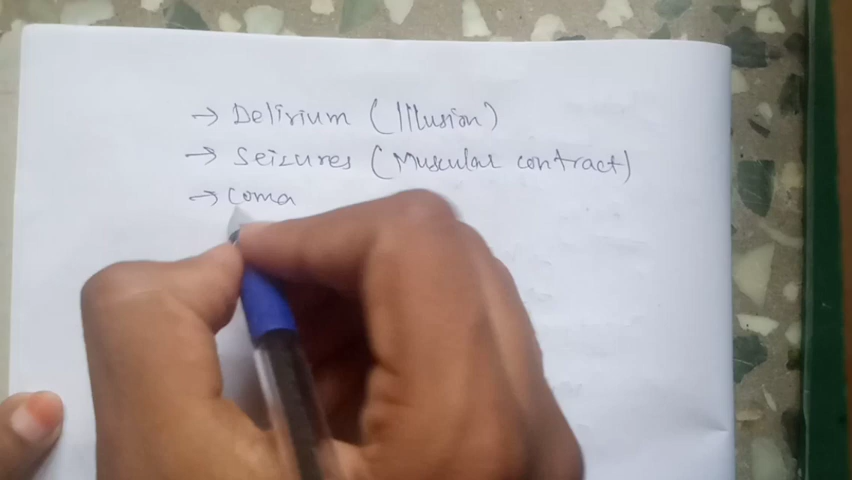 → Delirium (Illusion)
→ Seizures (Muscular contract)
→ Coma